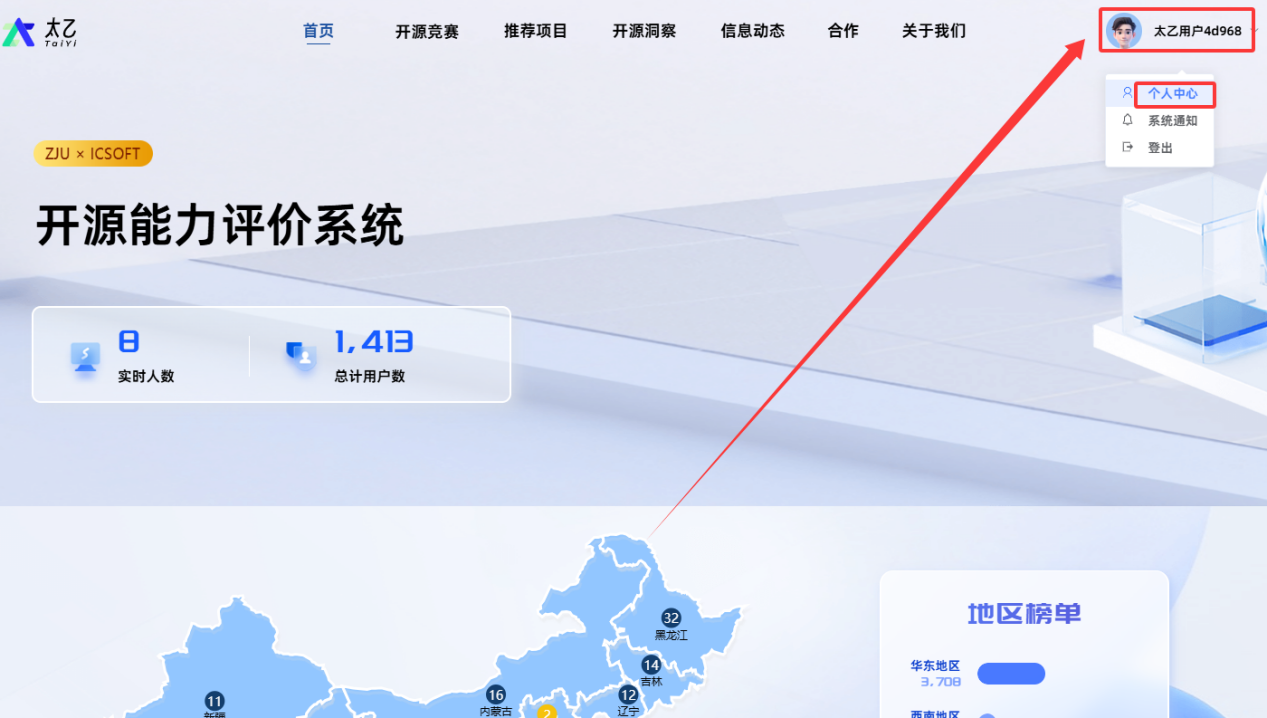 太乙
TaiYi
首页
开源竞赛
推荐项目
开源洞察
信息动态
合作
关于我们
太乙用户4d968
个人中心
系统通知
登出
ZJU × ICSOFT
开源能力评价系统
8
实时人数
1,413
总计用户数
地区榜单
华东地区
3,708
西南地区
32
黑龙江
14
吉林
12
辽宁
16
内蒙古
2
11
新疆